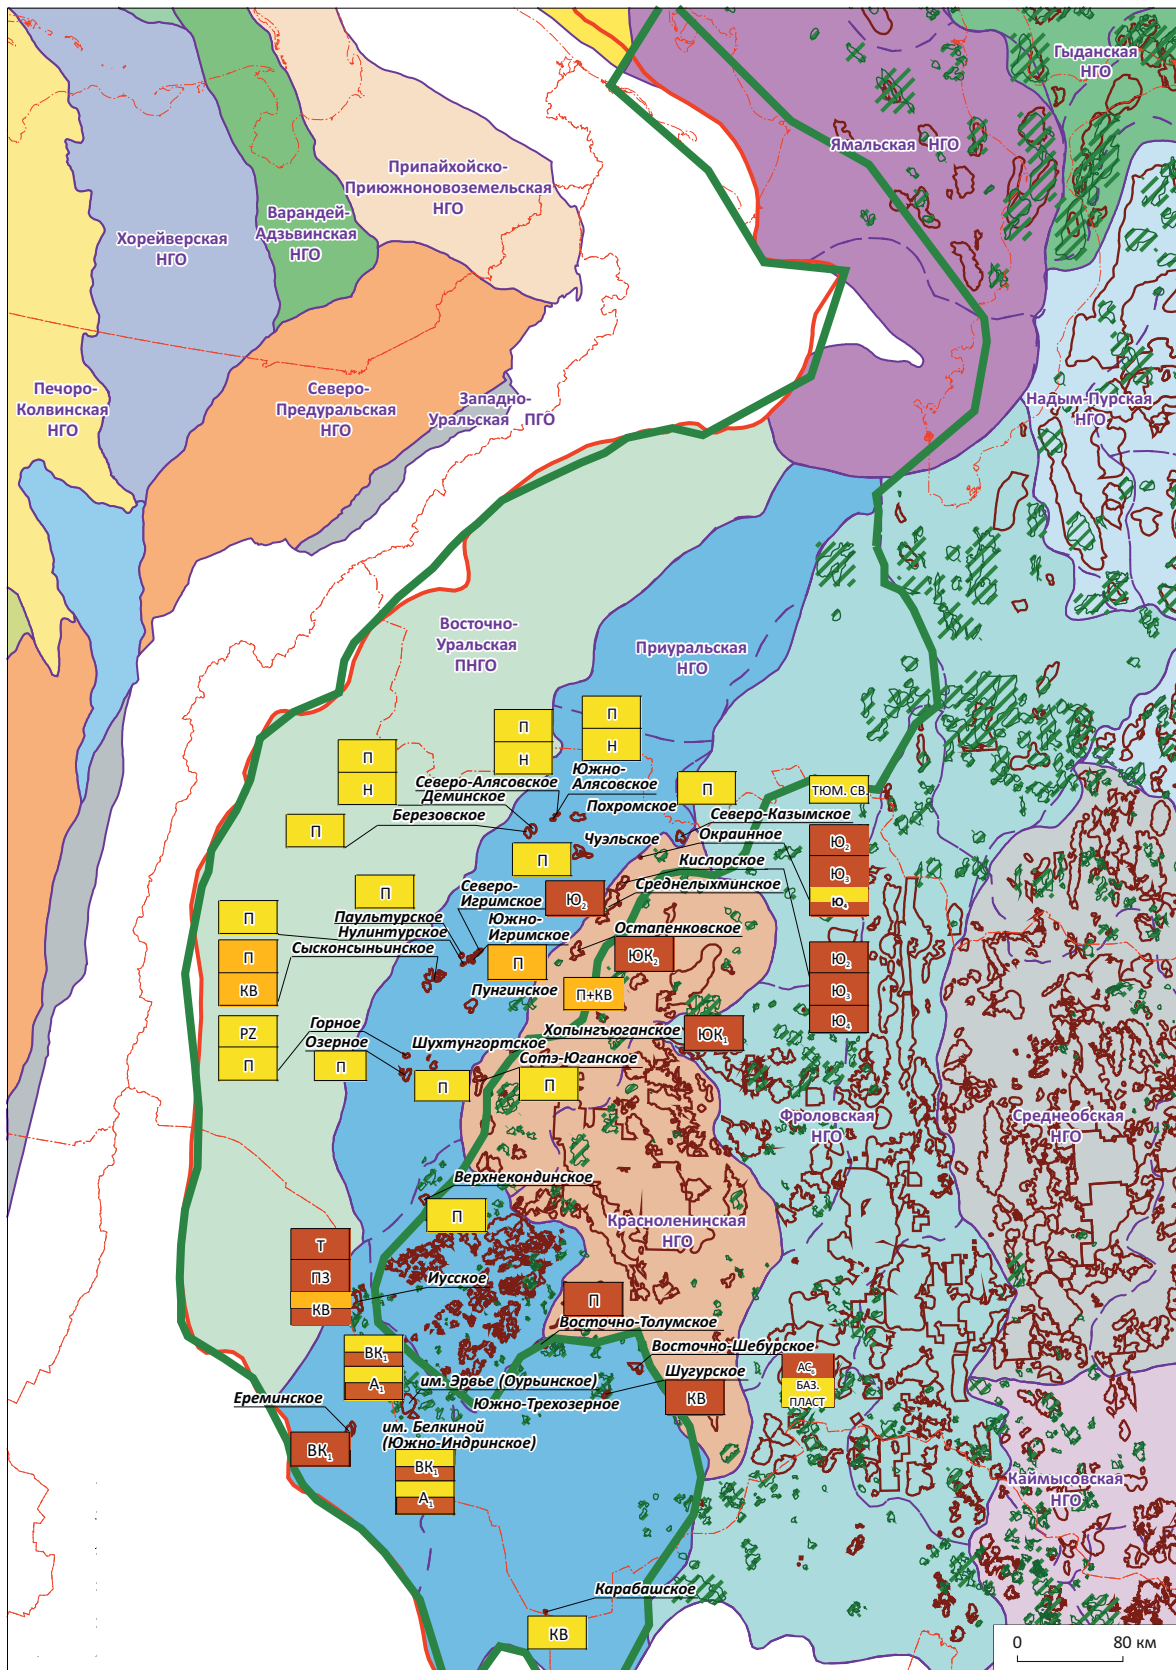 Гыданская
НГО
Ямальская НГО
Припайхойско-
Приюжноновоземельская
НГО
Варандей-
Адзьвинская
НГО
Хорейверская
НГО
Печоро-
Колвинская
НГО
Северо-
Предуральская
НГО
Западно-
Уральская ПГО
Надым-Пурская
НГО
Восточно-
Уральская
ПНГО
Приуральская
НГО
П
Н
П
Н
П
Н
Северо-Алясовское
Деминское
Южно-
Алясовское
Березовское
П
Похромское
П
ТЮМ. СВ.
Северо-Казымское
Окраинное
Чуэльское
П
Кислорское
Среднелыхминское
Ю2
Ю3
Ю4
П
Северо-
Игримское
Ю2
Паультурское
Нулинтурское
Сысконсыньинское
Южно-
Игримское
Остапенковское
П
П
КВ
П
ЮК2
Ю2
Ю3
Ю4
Пунгинское
П+КВ
PZ
П
Горное
Озерное
П
Шухтунгортское
Хопынгъюганское
ЮК1
Сотэ-Юганское
П
П
Фроловская
НГО
Среднеобская
НГО
Верхнекондинское
П
Красноленинская
НГО
Т
ПЗ
КВ
Иусское
П
Восточно-Толумское
Восточно-Шебурское
ВК1
А1
им. Эрвье (Оурьинское)
Южно-Трехозерное
Шугурское
КВ
БАЗ.
ПЛАСТ
Ереминское
ВК1
им. Белкиной
(Южно-Индринское)
ВК1
А1
Каймысовская
НГО
Карабашское
КВ
0 80 км